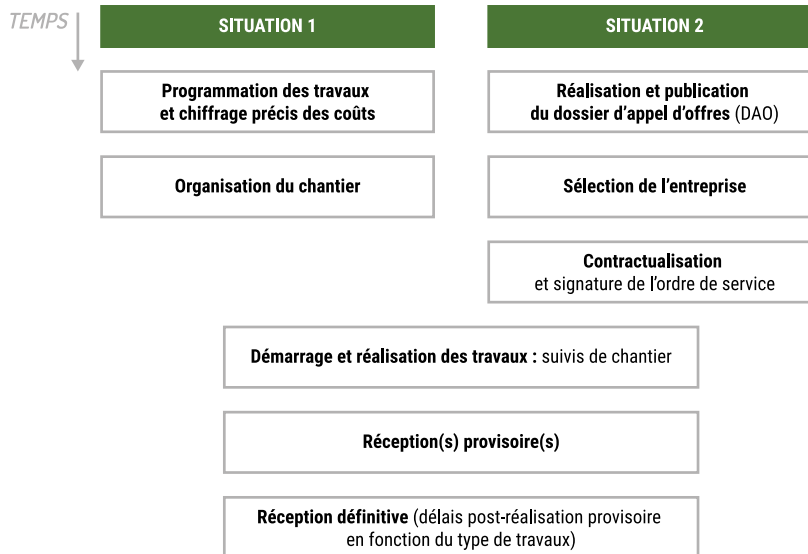 TEMPS
SITUATION 1
SITUATION 2
Programmation des travaux
et chiffrage précis des coûts
Réalisation et publication
du dossier d'appel d'offres (DAO)
Organisation du chantier
Sélection de l'entreprise
Contractualisation
et signature de l'ordre de service
Démarrage et réalisation des travaux : suivis de chantier
Réception(s) provisoire(s)
Réception définitive (délais post-réalisation provisoire
en fonction du type de travaux)